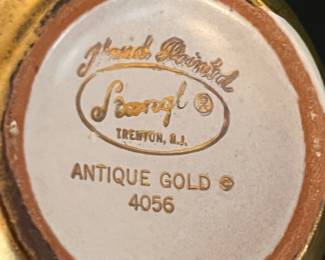 Hand Painted
Stangl ®
TRENTON, N.J.
ANTIQUE GOLD ©
4056